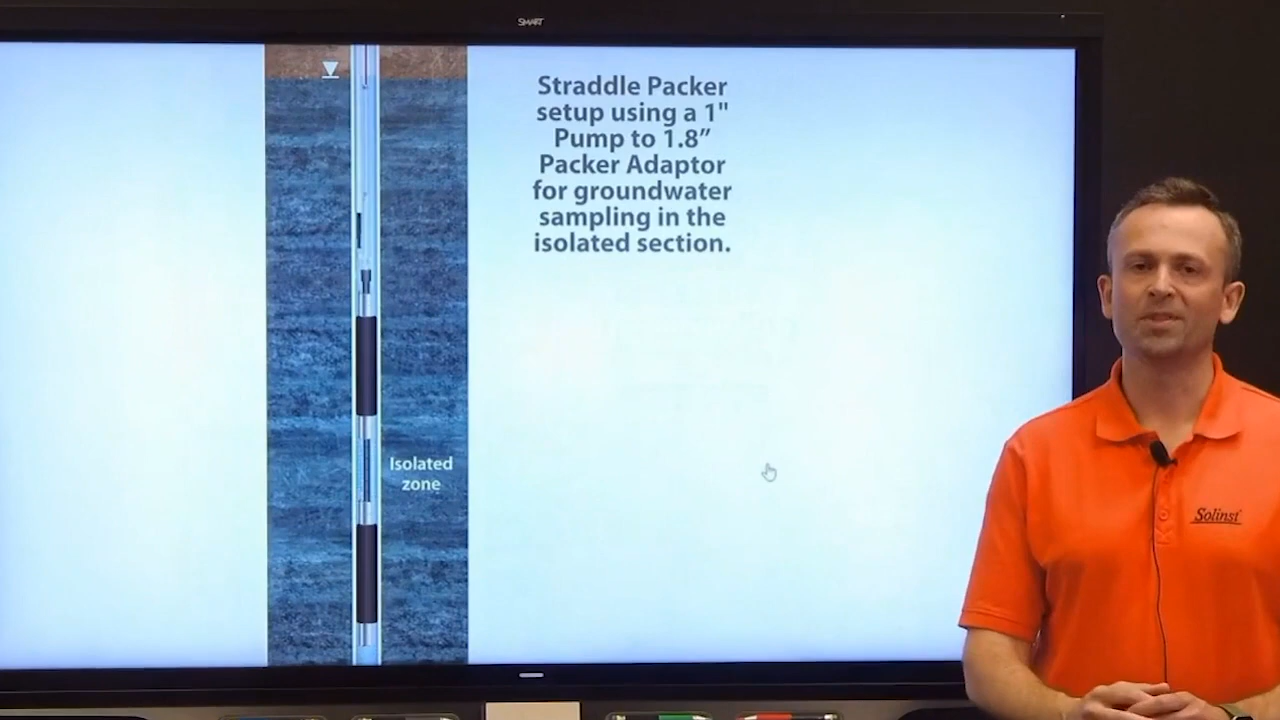 SMART
Straddle Packer
setup using a 1"
Pump to 1.8”
Packer Adaptor
for groundwater
sampling in the
isolated section.
Isolated
zone
Solinst